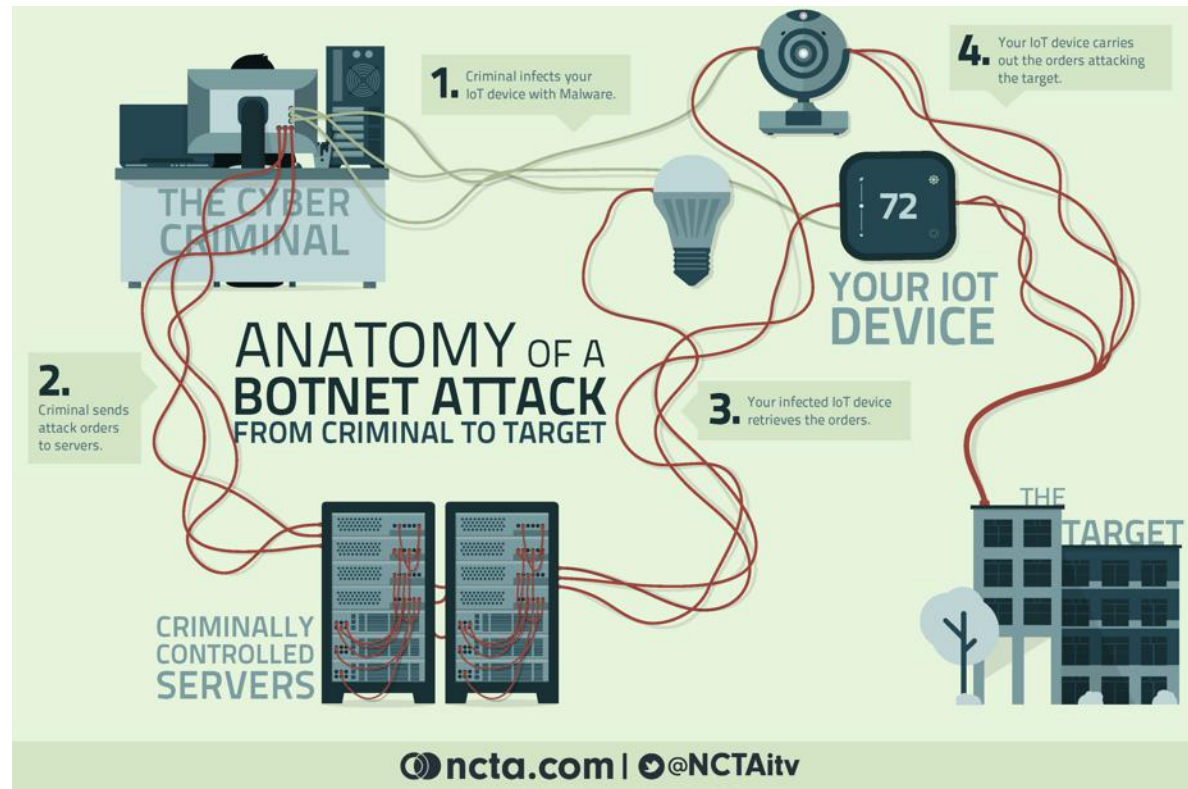 1. Criminal infects your
IoT device with Malware.
4. Your IoT device carries
out the orders attacking
the target.
THE CYBER
CRIMINAL
72
YOUR IOT
DEVICE
ANATOMY OF A
BOTNET ATTACK
FROM CRIMINAL TO TARGET
2.
Criminal sends
attack orders
to servers.
3. Your infected IoT device
retrieves the orders.
THE
TARGET
CRIMINALLY
CONTROLLED
SERVERS
ncta.com | @NCTAitv